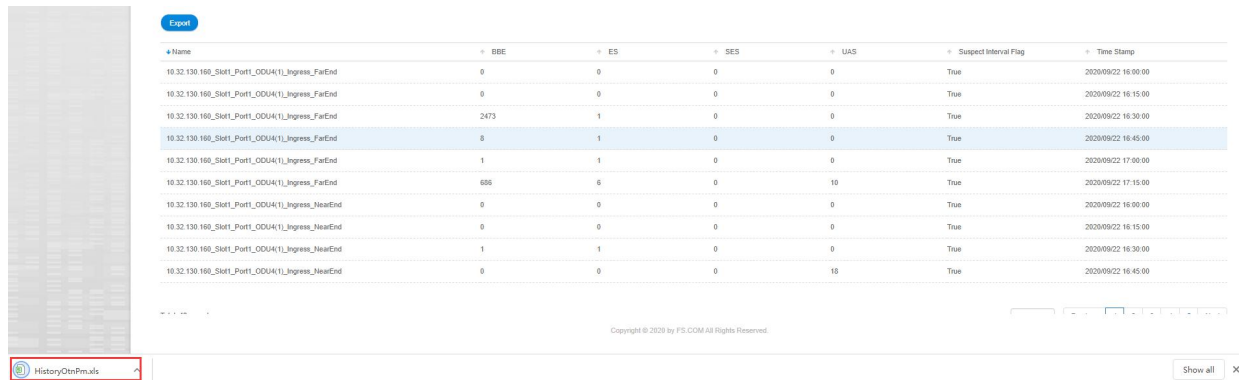 Export
Name BBE ES SES UAS Suspect Interval Flag Time Stamp
10.32.130.160_Slot1_Port1_ODU4(1)_Ingress_FarEnd 0 0 0 0 True 2020/09/22 16:00:00
10.32.130.160_Slot1_Port1_ODU4(1)_Ingress_FarEnd 0 0 0 0 True 2020/09/22 16:15:00
10.32.130.160_Slot1_Port1_ODU4(1)_Ingress_FarEnd 2473 1 0 0 True 2020/09/22 16:30:00
10.32.130.160_Slot1_Port1_ODU4(1)_Ingress_FarEnd 8 1 0 0 True 2020/09/22 16:45:00
10.32.130.160_Slot1_Port1_ODU4(1)_Ingress_FarEnd 1 1 0 0 True 2020/09/22 17:00:00
10.32.130.160_Slot1_Port1_ODU4(1)_Ingress_FarEnd 686 6 0 10 True 2020/09/22 17:15:00
10.32.130.160_Slot1_Port1_ODU4(1)_Ingress_NearEnd 0 0 0 0 True 2020/09/22 16:00:00
10.32.130.160_Slot1_Port1_ODU4(1)_Ingress_NearEnd 0 0 0 0 True 2020/09/22 16:15:00
10.32.130.160_Slot1_Port1_ODU4(1)_Ingress_NearEnd 1 1 0 0 True 2020/09/22 16:30:00
10.32.130.160_Slot1_Port1_ODU4(1)_Ingress_NearEnd 0 0 0 18 True 2020/09/22 16:45:00
Copyright © 2020 by FS.COM All Rights Reserved.
HistoryOtnPm.xls Show all